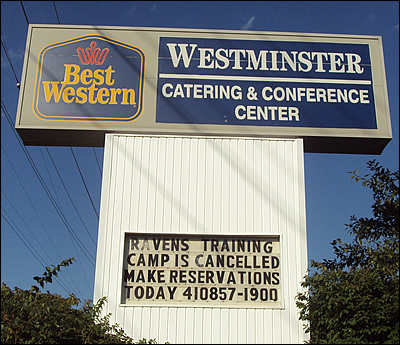 Best
Western
WESTMINSTER
CATERING & CONFERENCE
CENTER
RAVENS TRAINING
CAMP IS CANCELLED
MAKE RESERVATIONS
TODAY 410857-1900